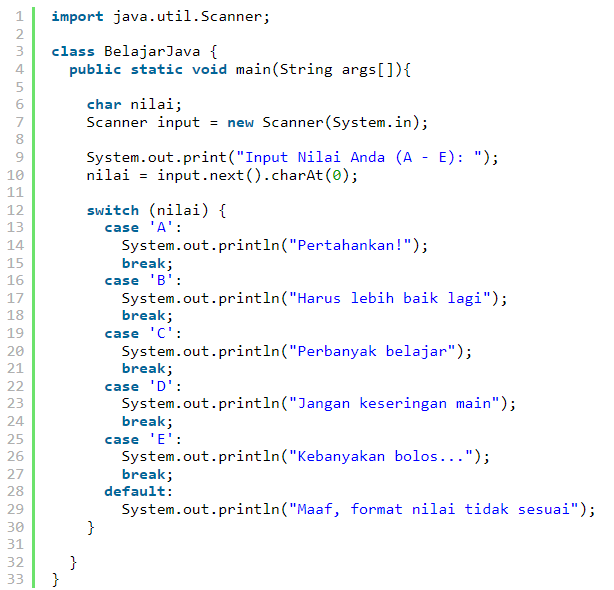 1 import java.util.Scanner;
2
3 class BelajarJava {
4 public static void main(String args[]){
5
6 char nilai;
7 Scanner input = new Scanner(System.in);
8
9 System.out.print("Input Nilai Anda (A - E): ");
10 nilai = input.next().charAt(0);
11
12 switch (nilai) {
13 case 'A':
14 System.out.println("Pertahankan!");
15 break;
16 case 'B':
17 System.out.println("Harus lebih baik lagi");
18 break;
19 case 'C':
20 System.out.println("Perbanyak belajar");
21 break;
22 case 'D':
23 System.out.println("Jangan keseringan main");
24 break;
25 case 'E':
26 System.out.println("Kebanyakan bolos...");
27 break;
28 default:
29 System.out.println("Maaf, format nilai tidak sesuai");
30 }
31
32 }
33 }